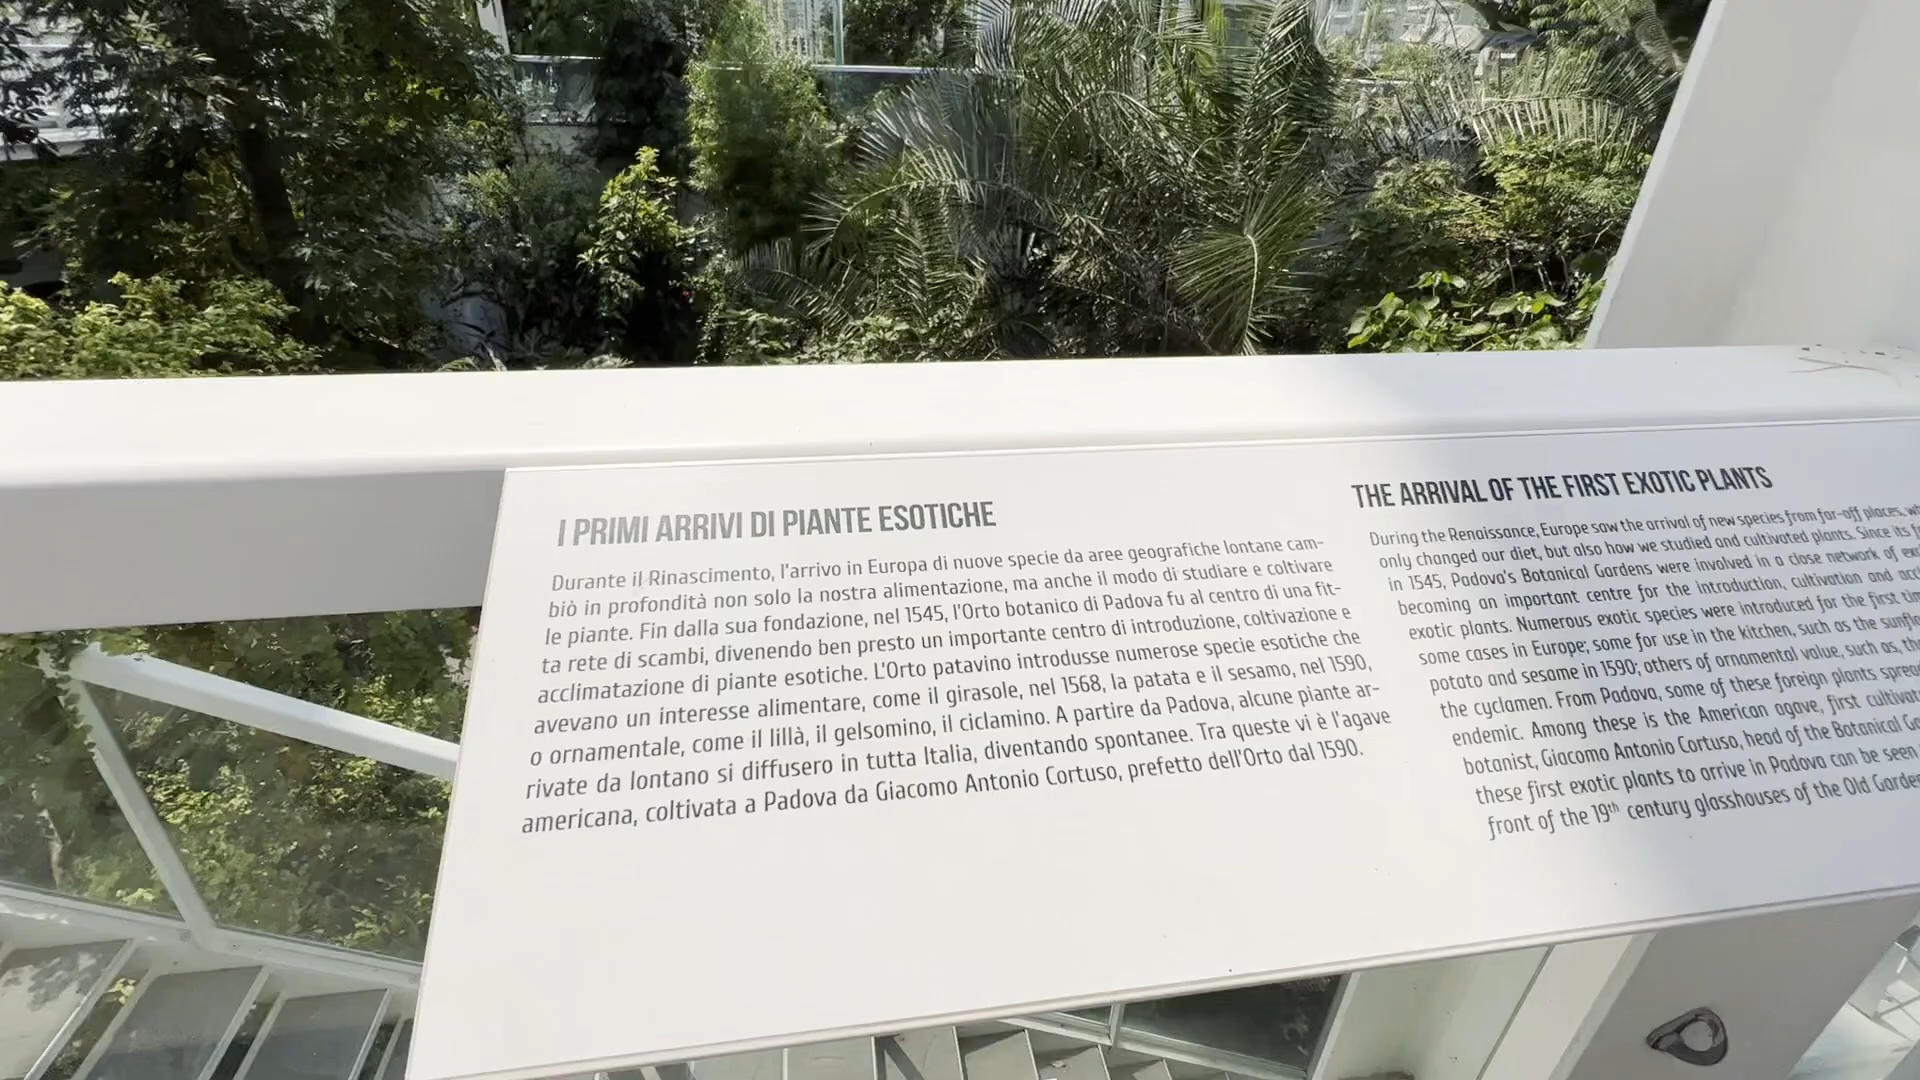 I PRIMI ARRIVI DI PIANTE ESOTICHE
Durante il Rinascimento, l'arrivo in Europa di nuove specie da aree geografiche lontane cam-
biò in profondità non solo la nostra alimentazione, ma anche il modo di studiare e coltivare
le piante. Fin dalla sua fondazione, nel 1545, l'Orto botanico di Padova fu al centro di una fit-
ta rete di scambi, divenendo ben presto un importante centro di introduzione, coltivazione e
acclimatazione di piante esotiche. L'Orto patavino introdusse numerose specie esotiche che
avevano un interesse alimentare, come il girasole, nel 1568, la patata e il sesamo, nel 1590,
o ornamentale, come il lillà, il gelsomino, il ciclamino. A partire da Padova, alcune piante ar-
rivate da lontano si diffusero in tutta Italia, diventando spontanee. Tra queste vi è l'agave
americana, coltivata a Padova da Giacomo Antonio Cortuso, prefetto dell'Orto dal 1590.
THE ARRIVAL OF THE FIRST EXOTIC PLANTS
During the Renaissance, Europe saw the arrival of new species from far-off places,
only changed our diet, but also how we studied and cultivated plants. Since its
in 1545, Padova's Botanical Gardens were involved in a close network of
becoming an important centre for the introduction, cultivation and
exotic plants. Numerous exotic species were introduced for the first
some cases in Europe; some for use in the kitchen, such as the
potato and sesame in 1590; others of ornamental value, such as,
the cyclamen. From Padova, some of these foreign plants
endemic. Among these is the American agave, first
botanist, Giacomo Antonio Cortuso, head of the Botanical
these first exotic plants to arrive in Padova can be seen
front of the 19th century glasshouses of the Old